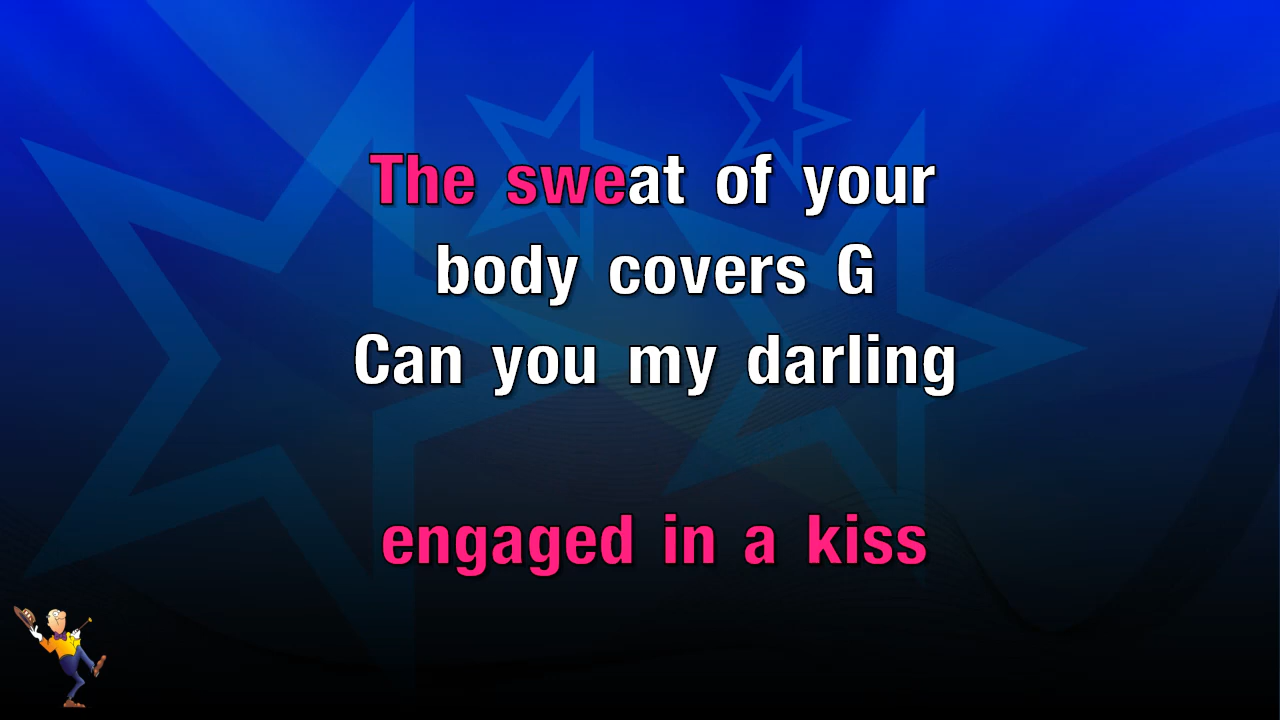 The sweat of your
body covers G
Can you my darling
engaged in a kiss